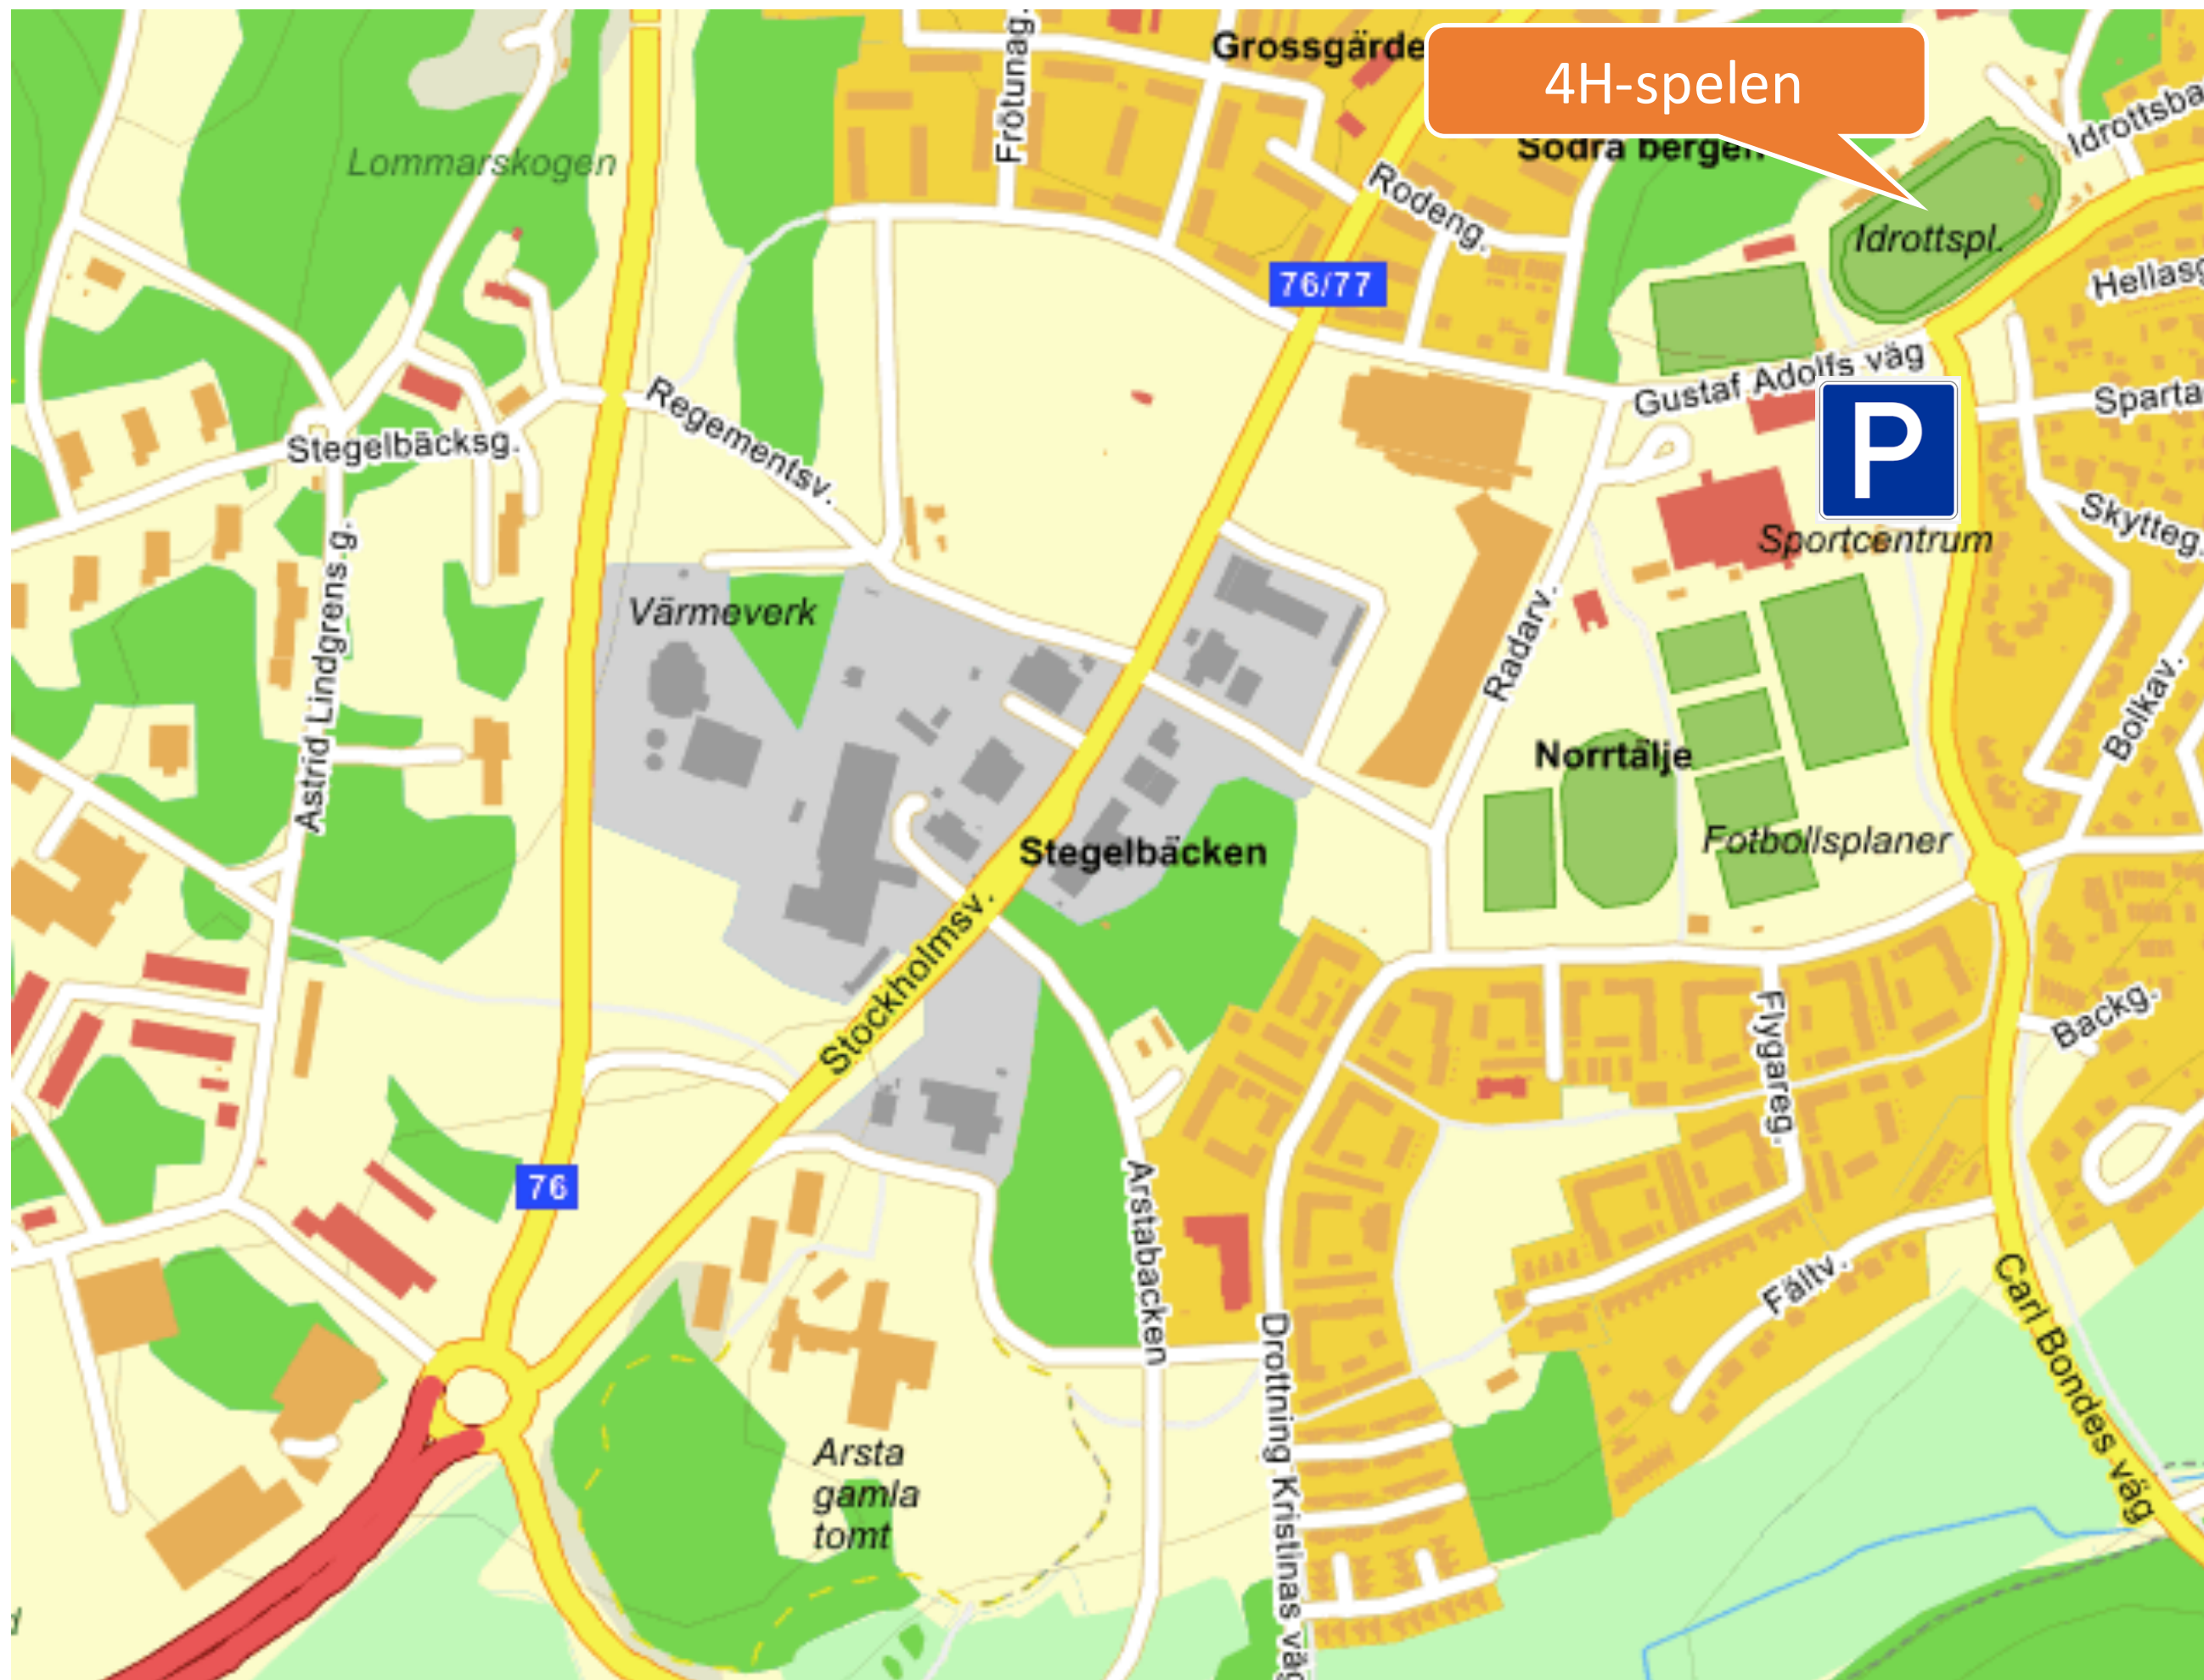 Grossgärde
4H-spelen
Frötunag.
Södra bergen
Idrottsba
Lommarskogen
Rodeng.
Idrottspl.
Hellasg
76/77
Gustaf Adolfs väg
Regementsv.
Sparta
P
Stegelbäcksg.
Skytteg.
Sportcentrum
Astrid Lindgrens g.
Värmeverk
Radarv.
Bolkav.
Norrtälje
Fotbollsplaner
Stegelbäcken
Stockholmsv.
Flygareg.
Backg.
76
Arstabacken
Fältv.
Carl Bondes väg
Drottning Kristinas väg
Arsta
gamla
tomt